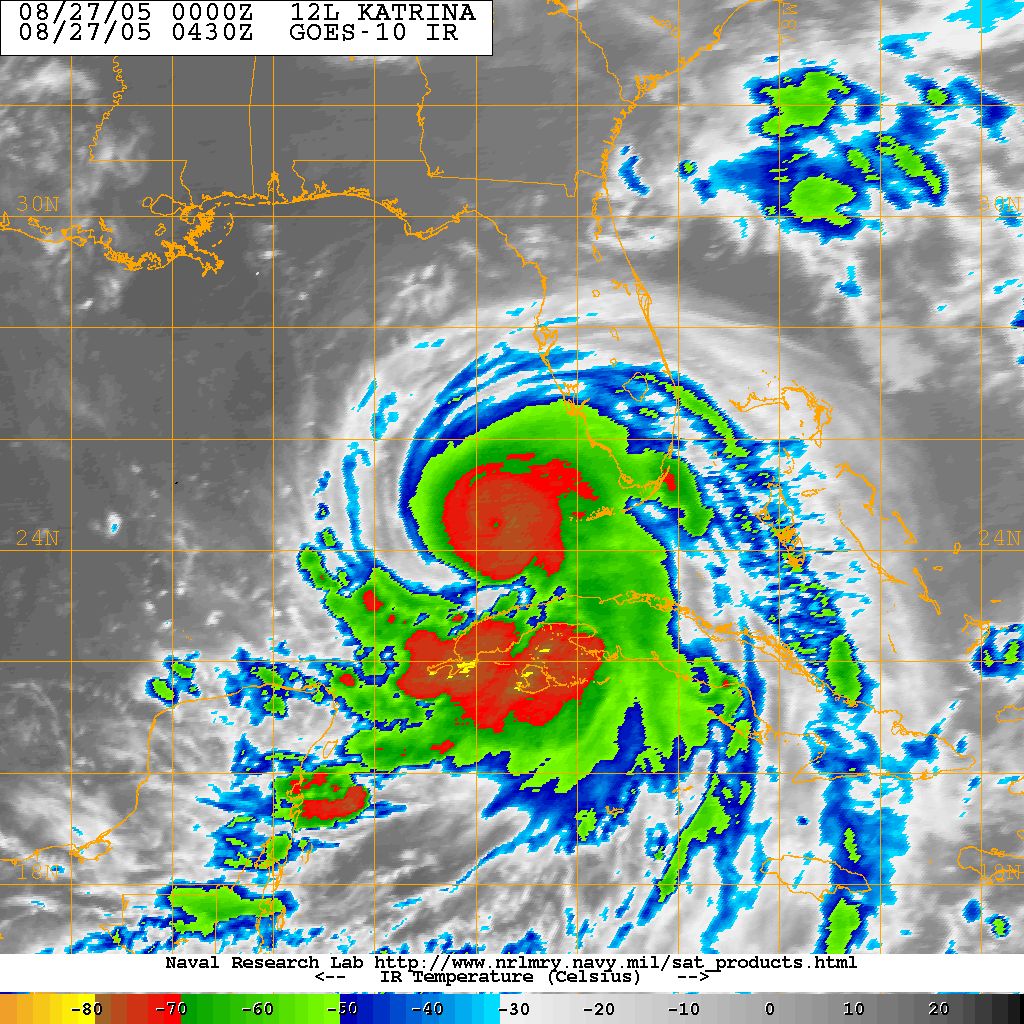 08/27/05 0000Z 12L KATRINA
08/27/05 0430Z GOES-10 IR
30N 30N
24N 24N
18N 18N
Naval Research Lab http://www.nrlmry.navy.mil/sat_products.html
<-- IR Temperature (Celsius) -->
-80 -70 -60 -50 -40 -30 -20 -10 0 10 20